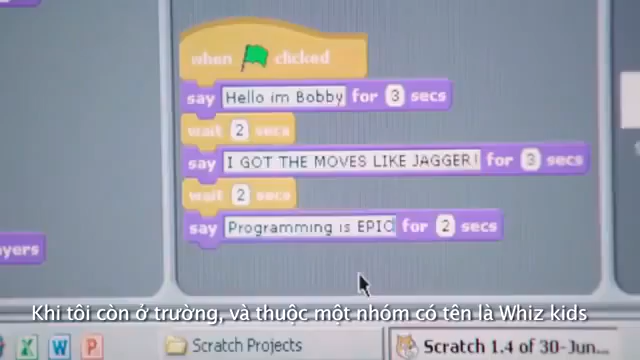 when clicked
say Hello im Bobby for 3 secs
wait 2 secs
say I GOT THE MOVES LIKE JAGGER! for 3 secs
wait 2 secs
say Programming is EPIC for 2 secs
ayers
Khi tôi còn ở trường, và thuộc một nhóm có tên là Whiz kids
Scratch Projects
Scratch 1.4 of 30-Jun...